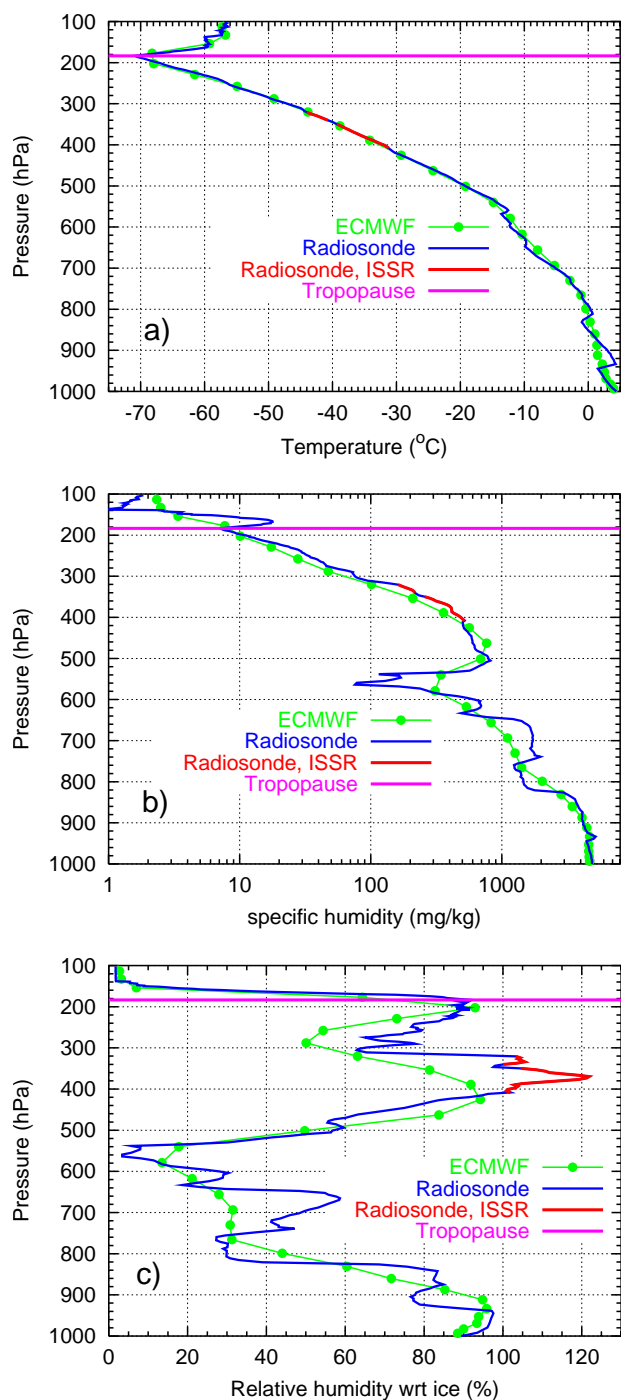 100
200
300
400
500
600
700
800
900
1000
Pressure (hPa)
ECMWF
Radiosonde
Radiosonde, ISSR
Tropopause
a)
-70 -60 -50 -40 -30 -20 -10 0
Temperature (°C)
100
200
300
400
500
600
700
800
900
1000
Pressure (hPa)
ECMWF
Radiosonde
Radiosonde, ISSR
Tropopause
b)
1 10 100 1000
specific humidity (mg/kg)
100
200
300
400
500
600
700
800
900
1000
Pressure (hPa)
ECMWF
Radiosonde
Radiosonde, ISSR
Tropopause
c)
0 20 40 60 80 100 120
Relative humidity wrt ice (%)